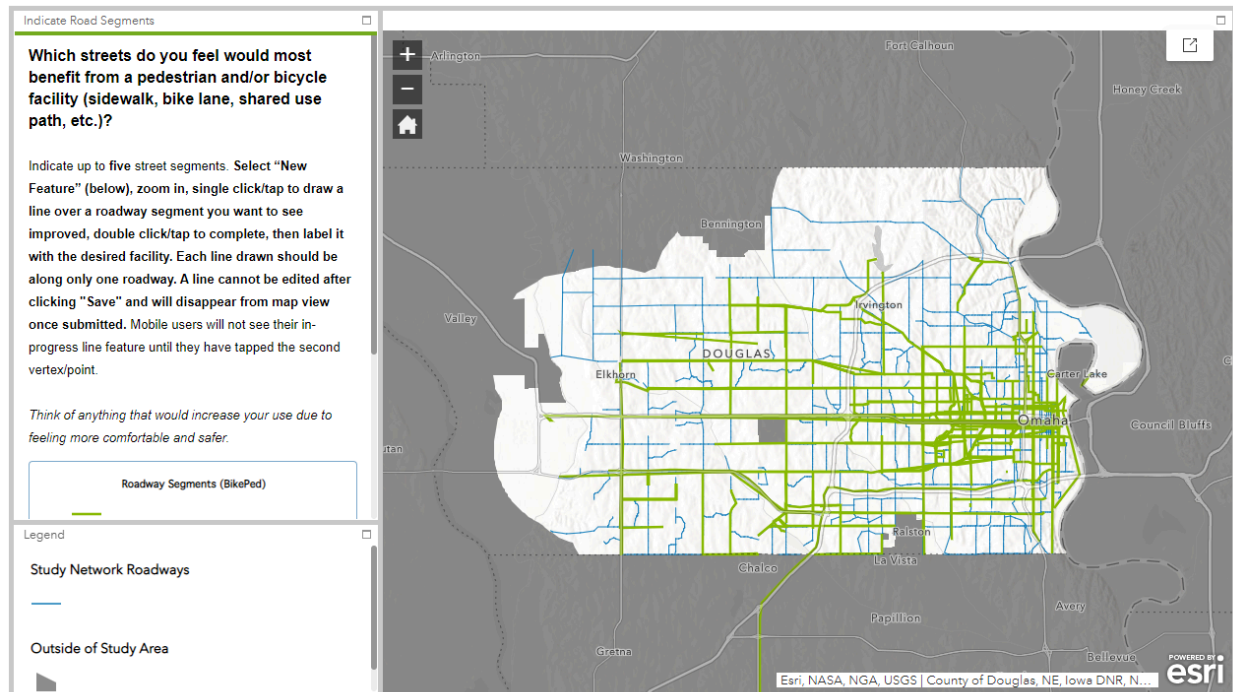 Indicate Road Segments
Which streets do you feel would most
benefit from a pedestrian and/or bicycle
facility (sidewalk, bike lane, shared use
path, etc.)?
Indicate up to five street segments. Select “New
Feature” (below), zoom in, single click/tap to draw a
line over a roadway segment you want to see
improved, double click/tap to complete, then label it
with the desired facility. Each line drawn should be
along only one roadway. A line cannot be edited after
clicking "Save" and will disappear from map view
once submitted. Mobile users will not see their in-
progress line feature until they have tapped the second
vertex/point.
Think of anything that would increase your use due to
feeling more comfortable and safer.
Roadway Segments (BikePed)
Legend
Study Network Roadways
Outside of Study Area
+
−
Arlington
Fort Calhoun
Honey Creek
Washington
Bennington
Valley
Irvington
DOUGLAS
Elkhorn
Carter Lake
Omaha
Council Bluffs
Ralston
La Vista
Chalco
Papillion
Avery
Gretna
Bellevue
Esri, NASA, NGA, USGS | County of Douglas, NE, Iowa DNR, N...
POWERED BY
esri